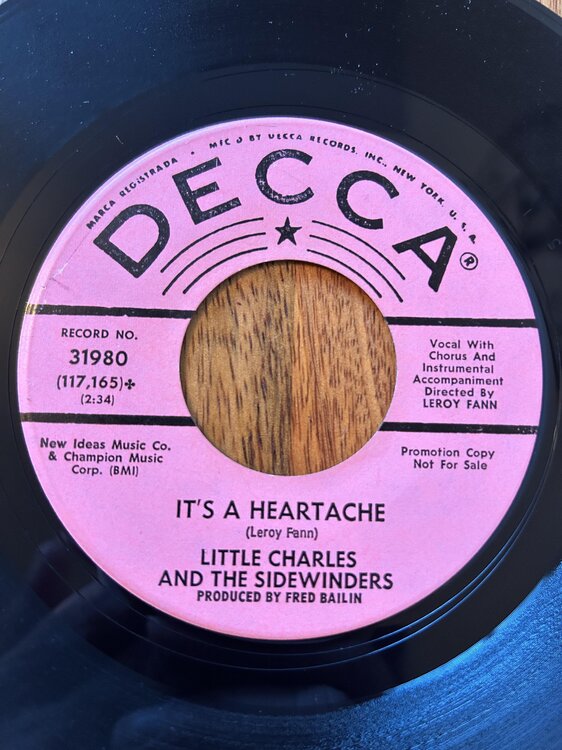 MARCA REGISTRADA • MFG'D BY DECCA RECORDS, INC., NEW YORK, U. S. A.
DECCA®
RECORD NO.
31980
(117,165)✤
(2:34)
Vocal With
Chorus And
Instrumental
Accompaniment
Directed By
LEROY FANN
New Ideas Music Co.
& Champion Music
Corp. (BMI)
Promotion Copy
Not For Sale
IT'S A HEARTACHE
(Leroy Fann)
LITTLE CHARLES
AND THE SIDEWINDERS
PRODUCED BY FRED BAILIN